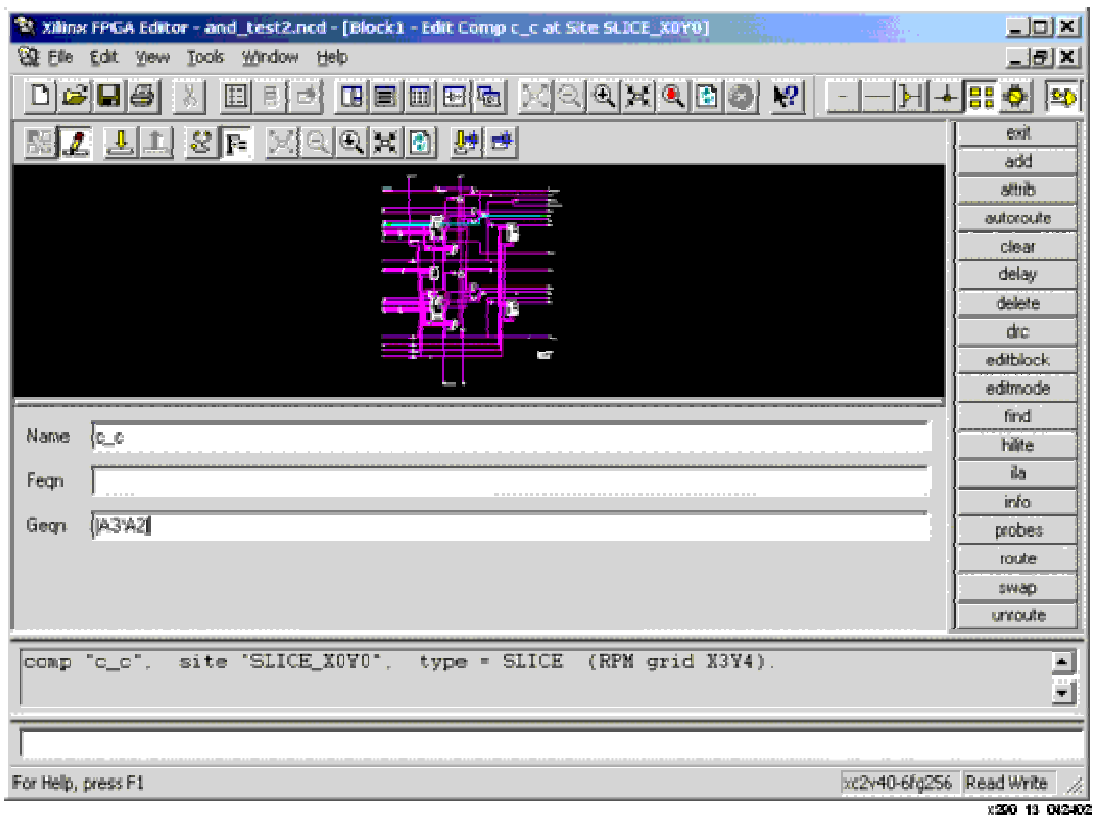 Xilinx FPGA Editor - and_test2.ncd - [Block1 - Edit Comp c_c at Site SLICE_X0Y0]
File Edit View Tools Window Help
exit
add
attrib
autoroute
clear
delay
delete
drc
editblock
editmode
find
hilite
ila
info
probes
route
swap
unroute
Name c_c
Feqn
Geqn
comp "c_c", site "SLICE_X0Y0", type = SLICE (RPM grid X3Y4).
For Help, press F1
xc2v40-6fg256 Read Write
x290_13_042402